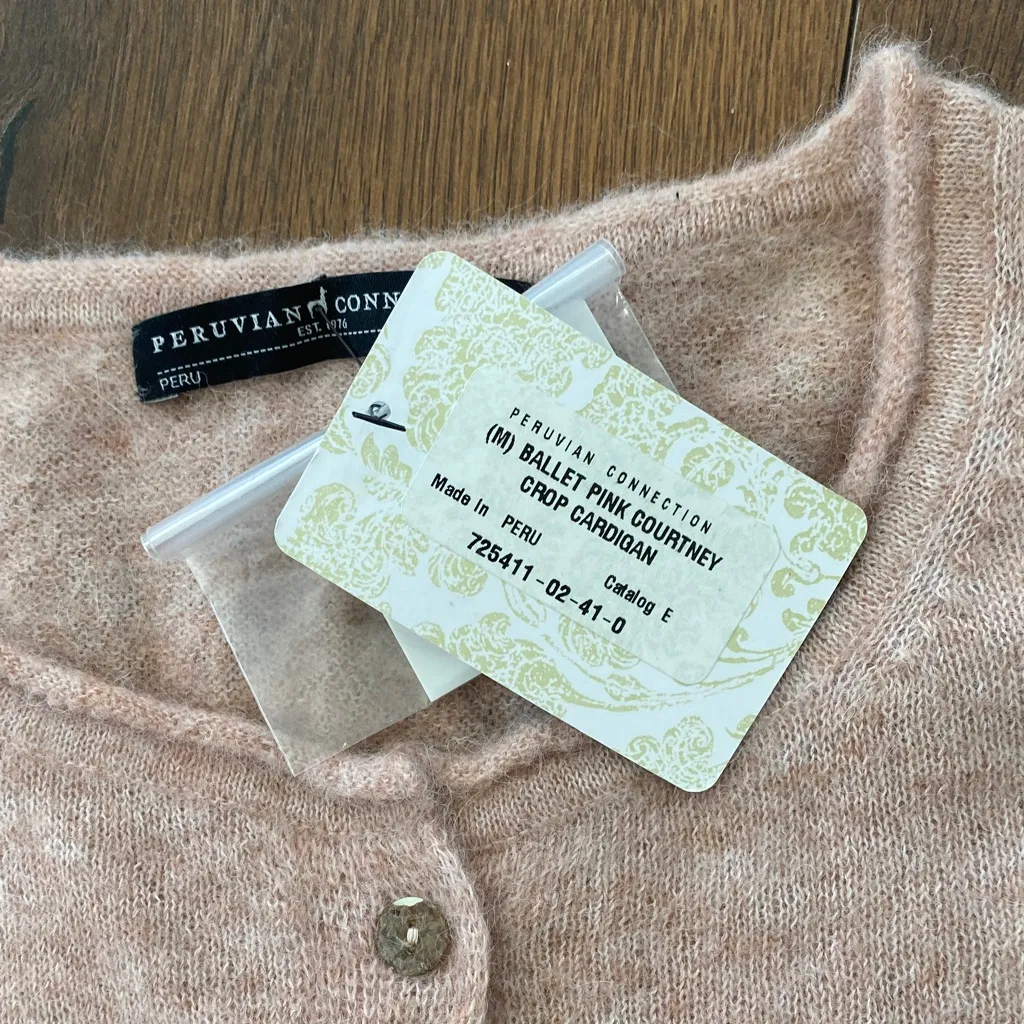 PERUVIAN CONN
EST. 1976
PERU
PERUVIAN CONNECTION
(M) BALLET PINK COURTNEY
CROP CARDIGAN
Made In PERU
Catalog E
725411-02-41-0